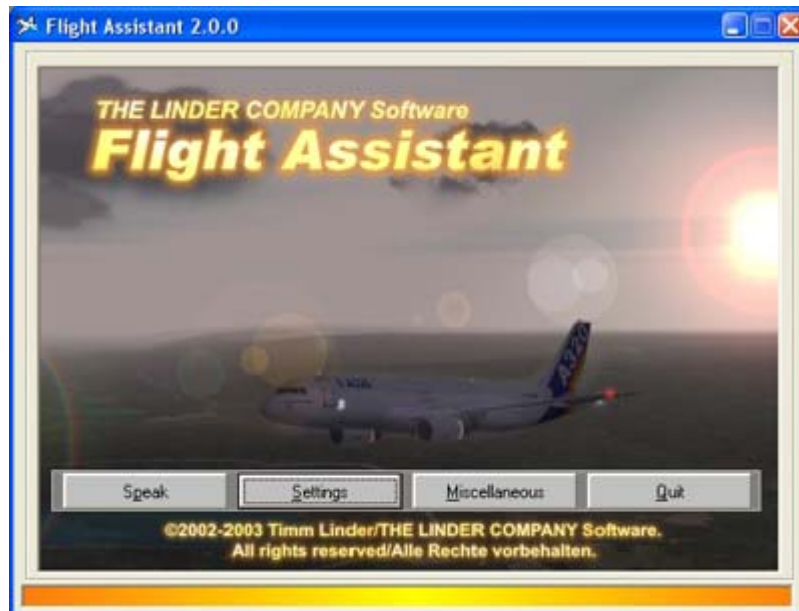 Flight Assistant 2.0.0
THE LINDER COMPANY Software
Flight Assistant
A320
Speak
Settings
Miscellaneous
Quit
©2002-2003 Timm Linder/THE LINDER COMPANY Software.
All rights reserved/Alle Rechte vorbehalten.